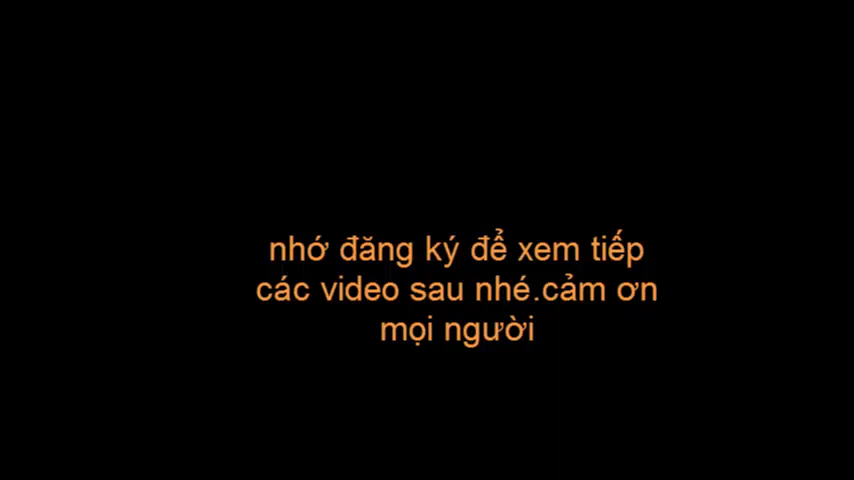 nhớ đăng ký để xem tiếp
các video sau nhé.cảm ơn
mọi người